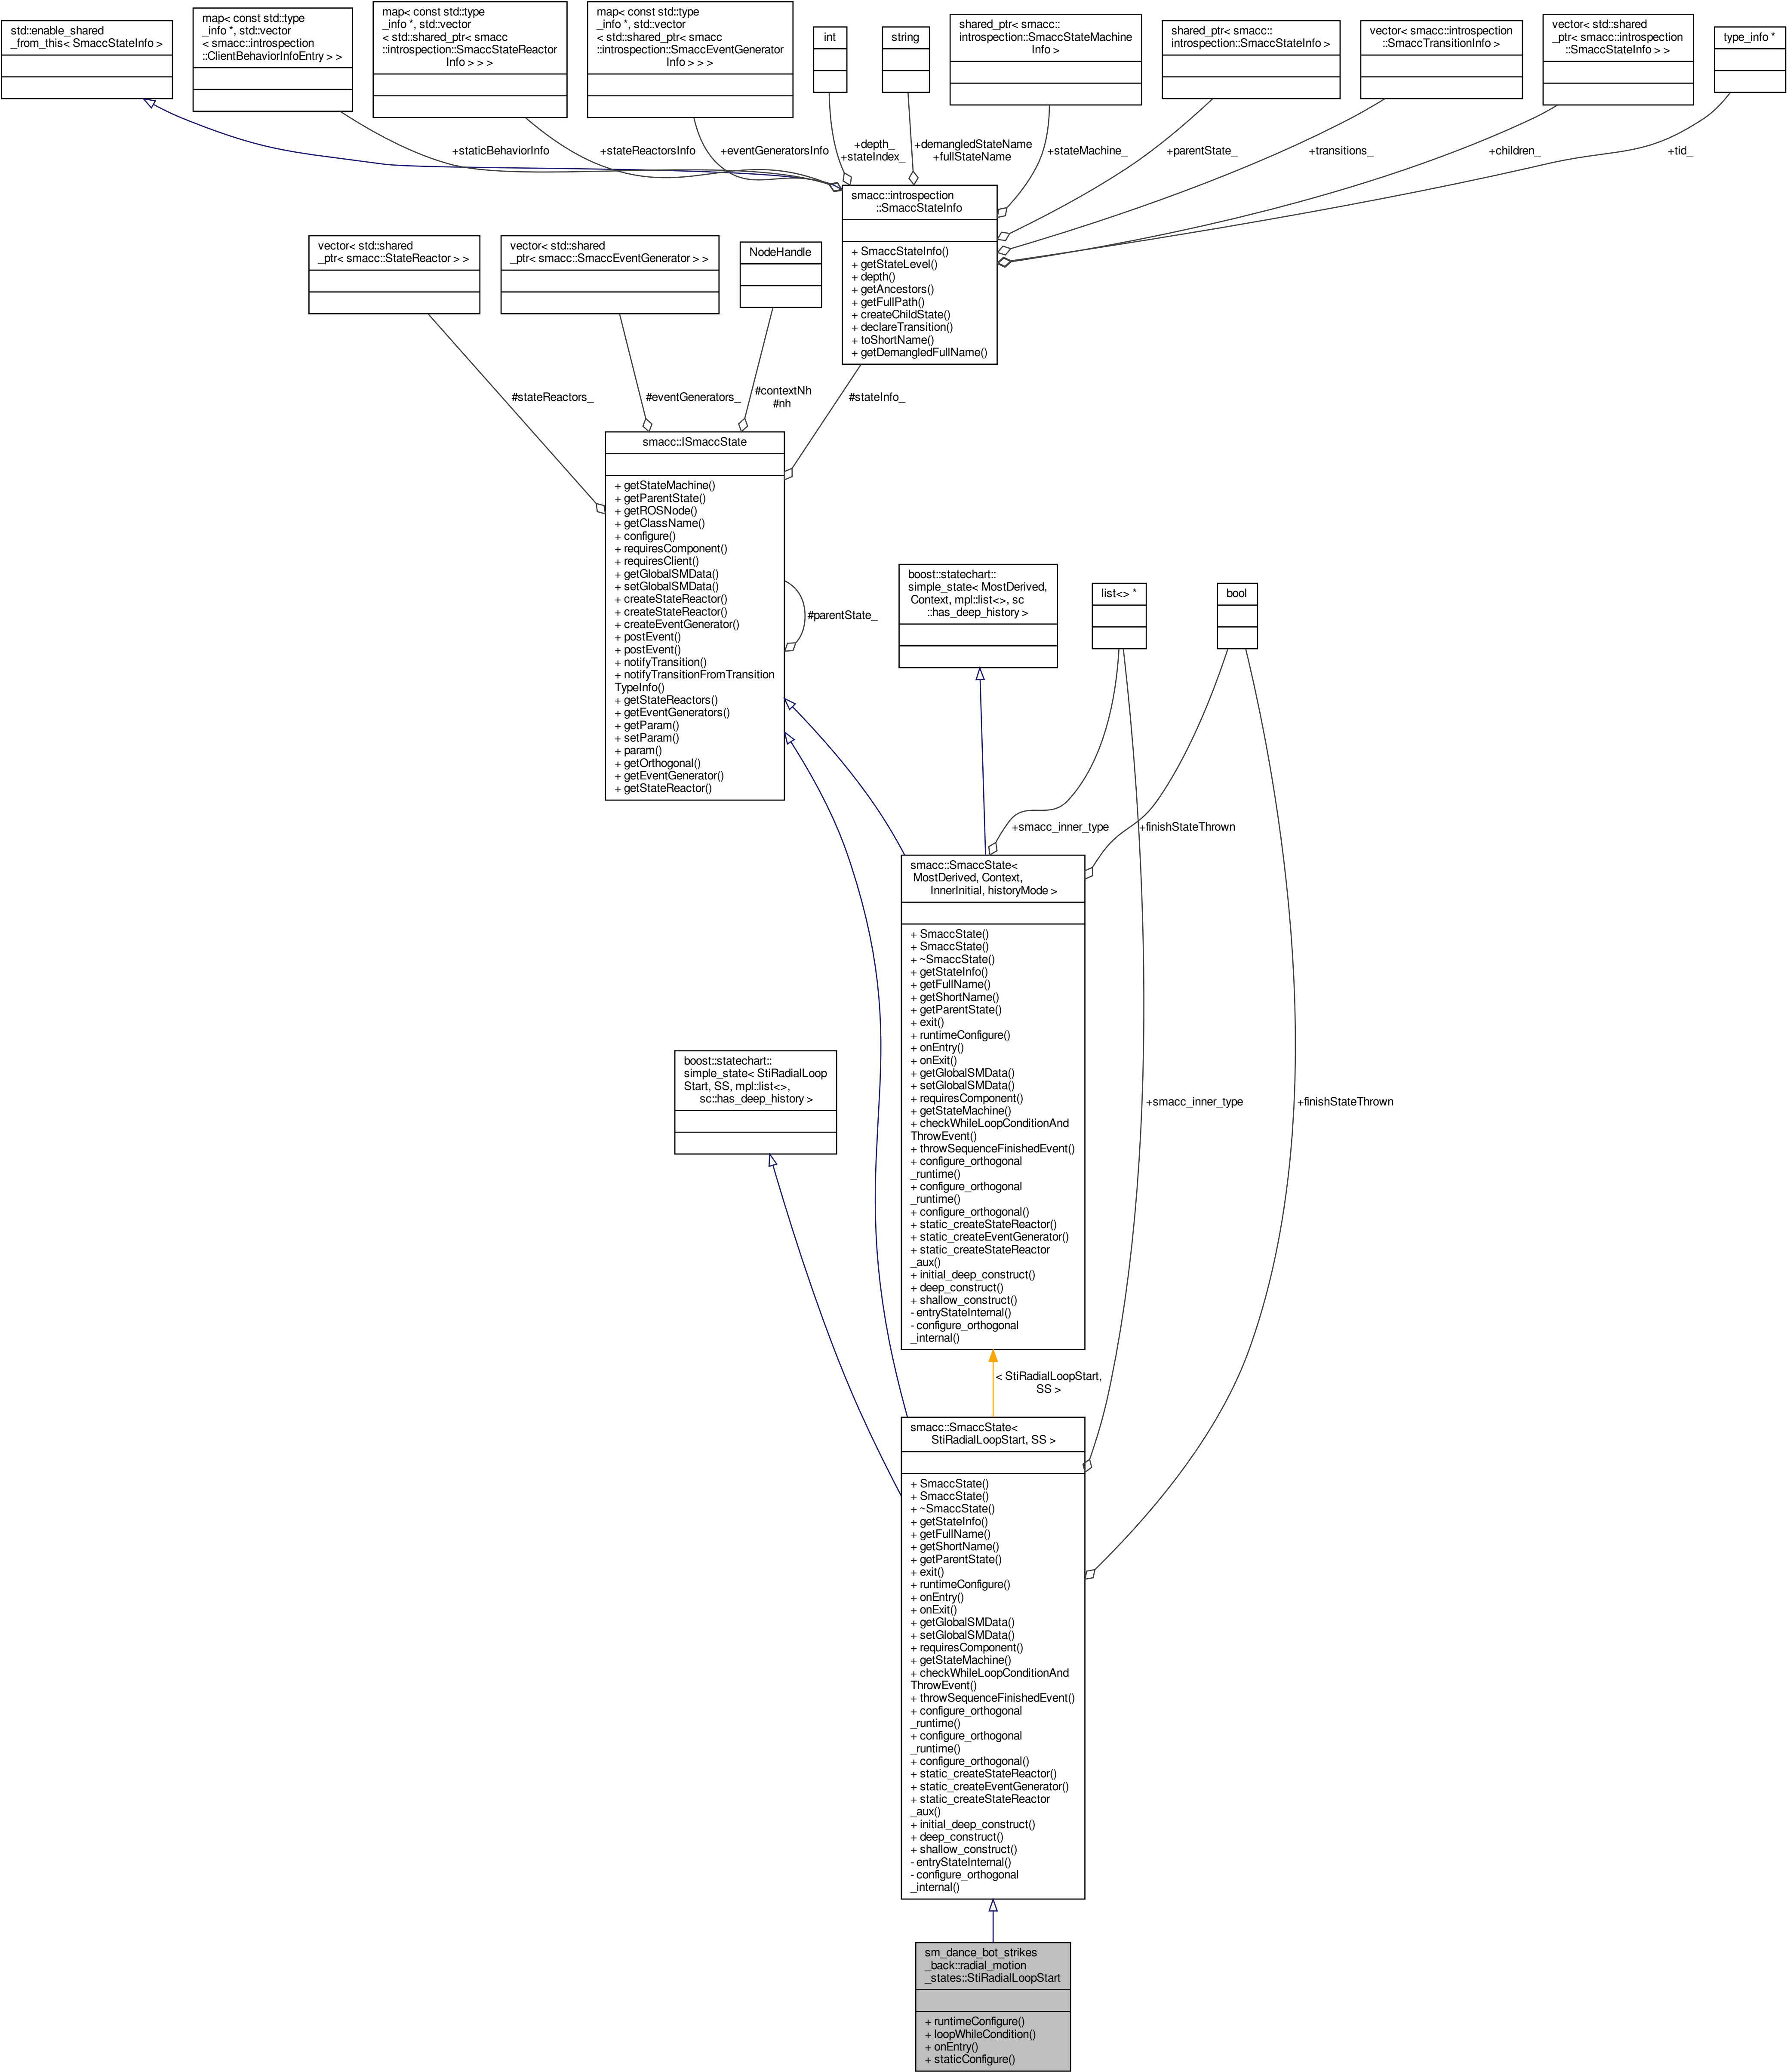 std::enable_shared
_from_this< SmaccStateInfo >
map< const std::type
_info *, std::vector
< smacc::introspection
::ClientBehaviorInfoEntry > >
map< const std::type
_info *, std::vector
< std::shared_ptr< smacc
::introspection::SmaccStateReactor
Info > > >
map< const std::type
_info *, std::vector
< std::shared_ptr< smacc
::introspection::SmaccEventGenerator
Info > > >
int
string
shared_ptr< smacc::
introspection::SmaccStateMachine
Info >
shared_ptr< smacc::
introspection::SmaccStateInfo >
vector< smacc::introspection
::SmaccTransitionInfo >
vector< std::shared
_ptr< smacc::introspection
::SmaccStateInfo > >
type_info *
+staticBehaviorInfo
+stateReactorsInfo
+eventGeneratorsInfo
+depth_
+stateIndex_
+demangledStateName
+fullStateName
+stateMachine_
+parentState_
+transitions_
+children_
+tid_
smacc::introspection
::SmaccStateInfo
+ SmaccStateInfo()
+ getStateLevel()
+ depth()
+ getAncestors()
+ getFullPath()
+ createChildState()
+ declareTransition()
+ toShortName()
+ getDemangledFullName()
vector< std::shared
_ptr< smacc::StateReactor > >
vector< std::shared
_ptr< smacc::SmaccEventGenerator > >
NodeHandle
#stateReactors_
#eventGenerators_
#contextNh
#nh
#stateInfo_
smacc::ISmaccState
+ getStateMachine()
+ getParentState()
+ getROSNode()
+ getClassName()
+ configure()
+ requiresComponent()
+ requiresClient()
+ getGlobalSMData()
+ setGlobalSMData()
+ createStateReactor()
+ createStateReactor()
+ createEventGenerator()
+ postEvent()
+ postEvent()
+ notifyTransition()
+ notifyTransitionFromTransition
TypeInfo()
+ getStateReactors()
+ getEventGenerators()
+ getParam()
+ setParam()
+ param()
+ getOrthogonal()
+ getEventGenerator()
+ getStateReactor()
#parentState_
boost::statechart::
simple_state< MostDerived,
Context, mpl::list<>, sc
::has_deep_history >
list<> *
bool
+smacc_inner_type
+finishStateThrown
smacc::SmaccState<
MostDerived, Context,
InnerInitial, historyMode >
+ SmaccState()
+ SmaccState()
+ ~SmaccState()
+ getStateInfo()
+ getFullName()
+ getShortName()
+ getParentState()
+ exit()
+ runtimeConfigure()
+ onEntry()
+ onExit()
+ getGlobalSMData()
+ setGlobalSMData()
+ requiresComponent()
+ getStateMachine()
+ checkWhileLoopConditionAnd
ThrowEvent()
+ throwSequenceFinishedEvent()
+ configure_orthogonal
_runtime()
+ configure_orthogonal
_runtime()
+ configure_orthogonal()
+ static_createStateReactor()
+ static_createEventGenerator()
+ static_createStateReactor
_aux()
+ initial_deep_construct()
+ deep_construct()
+ shallow_construct()
- entryStateInternal()
- configure_orthogonal
_internal()
boost::statechart::
simple_state< StiRadialLoop
Start, SS, mpl::list<>,
sc::has_deep_history >
+smacc_inner_type
+finishStateThrown
< StiRadialLoopStart,
SS >
smacc::SmaccState<
StiRadialLoopStart, SS >
+ SmaccState()
+ SmaccState()
+ ~SmaccState()
+ getStateInfo()
+ getFullName()
+ getShortName()
+ getParentState()
+ exit()
+ runtimeConfigure()
+ onEntry()
+ onExit()
+ getGlobalSMData()
+ setGlobalSMData()
+ requiresComponent()
+ getStateMachine()
+ checkWhileLoopConditionAnd
ThrowEvent()
+ throwSequenceFinishedEvent()
+ configure_orthogonal
_runtime()
+ configure_orthogonal
_runtime()
+ configure_orthogonal()
+ static_createStateReactor()
+ static_createEventGenerator()
+ static_createStateReactor
_aux()
+ initial_deep_construct()
+ deep_construct()
+ shallow_construct()
- entryStateInternal()
- configure_orthogonal
_internal()
sm_dance_bot_strikes
_back::radial_motion
_states::StiRadialLoopStart
+ runtimeConfigure()
+ loopWhileCondition()
+ onEntry()
+ staticConfigure()